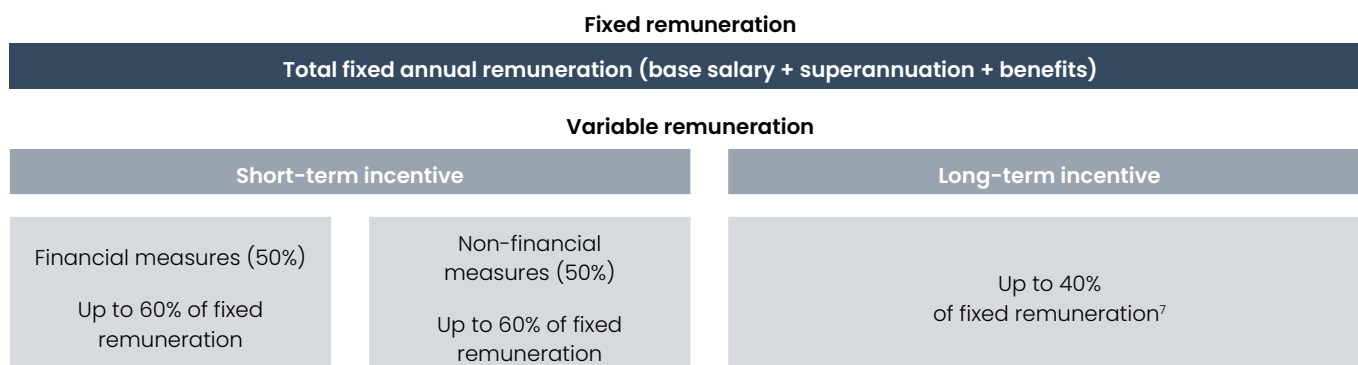 Fixed remuneration
Total fixed annual remuneration (base salary + superannuation + benefits)
Variable remuneration
Short-term incentive
Long-term incentive
Financial measures (50%)
Up to 60% of fixed
remuneration
Non-financial
measures (50%)
Up to 60% of fixed
remuneration
Up to 40%
of fixed remuneration⁷